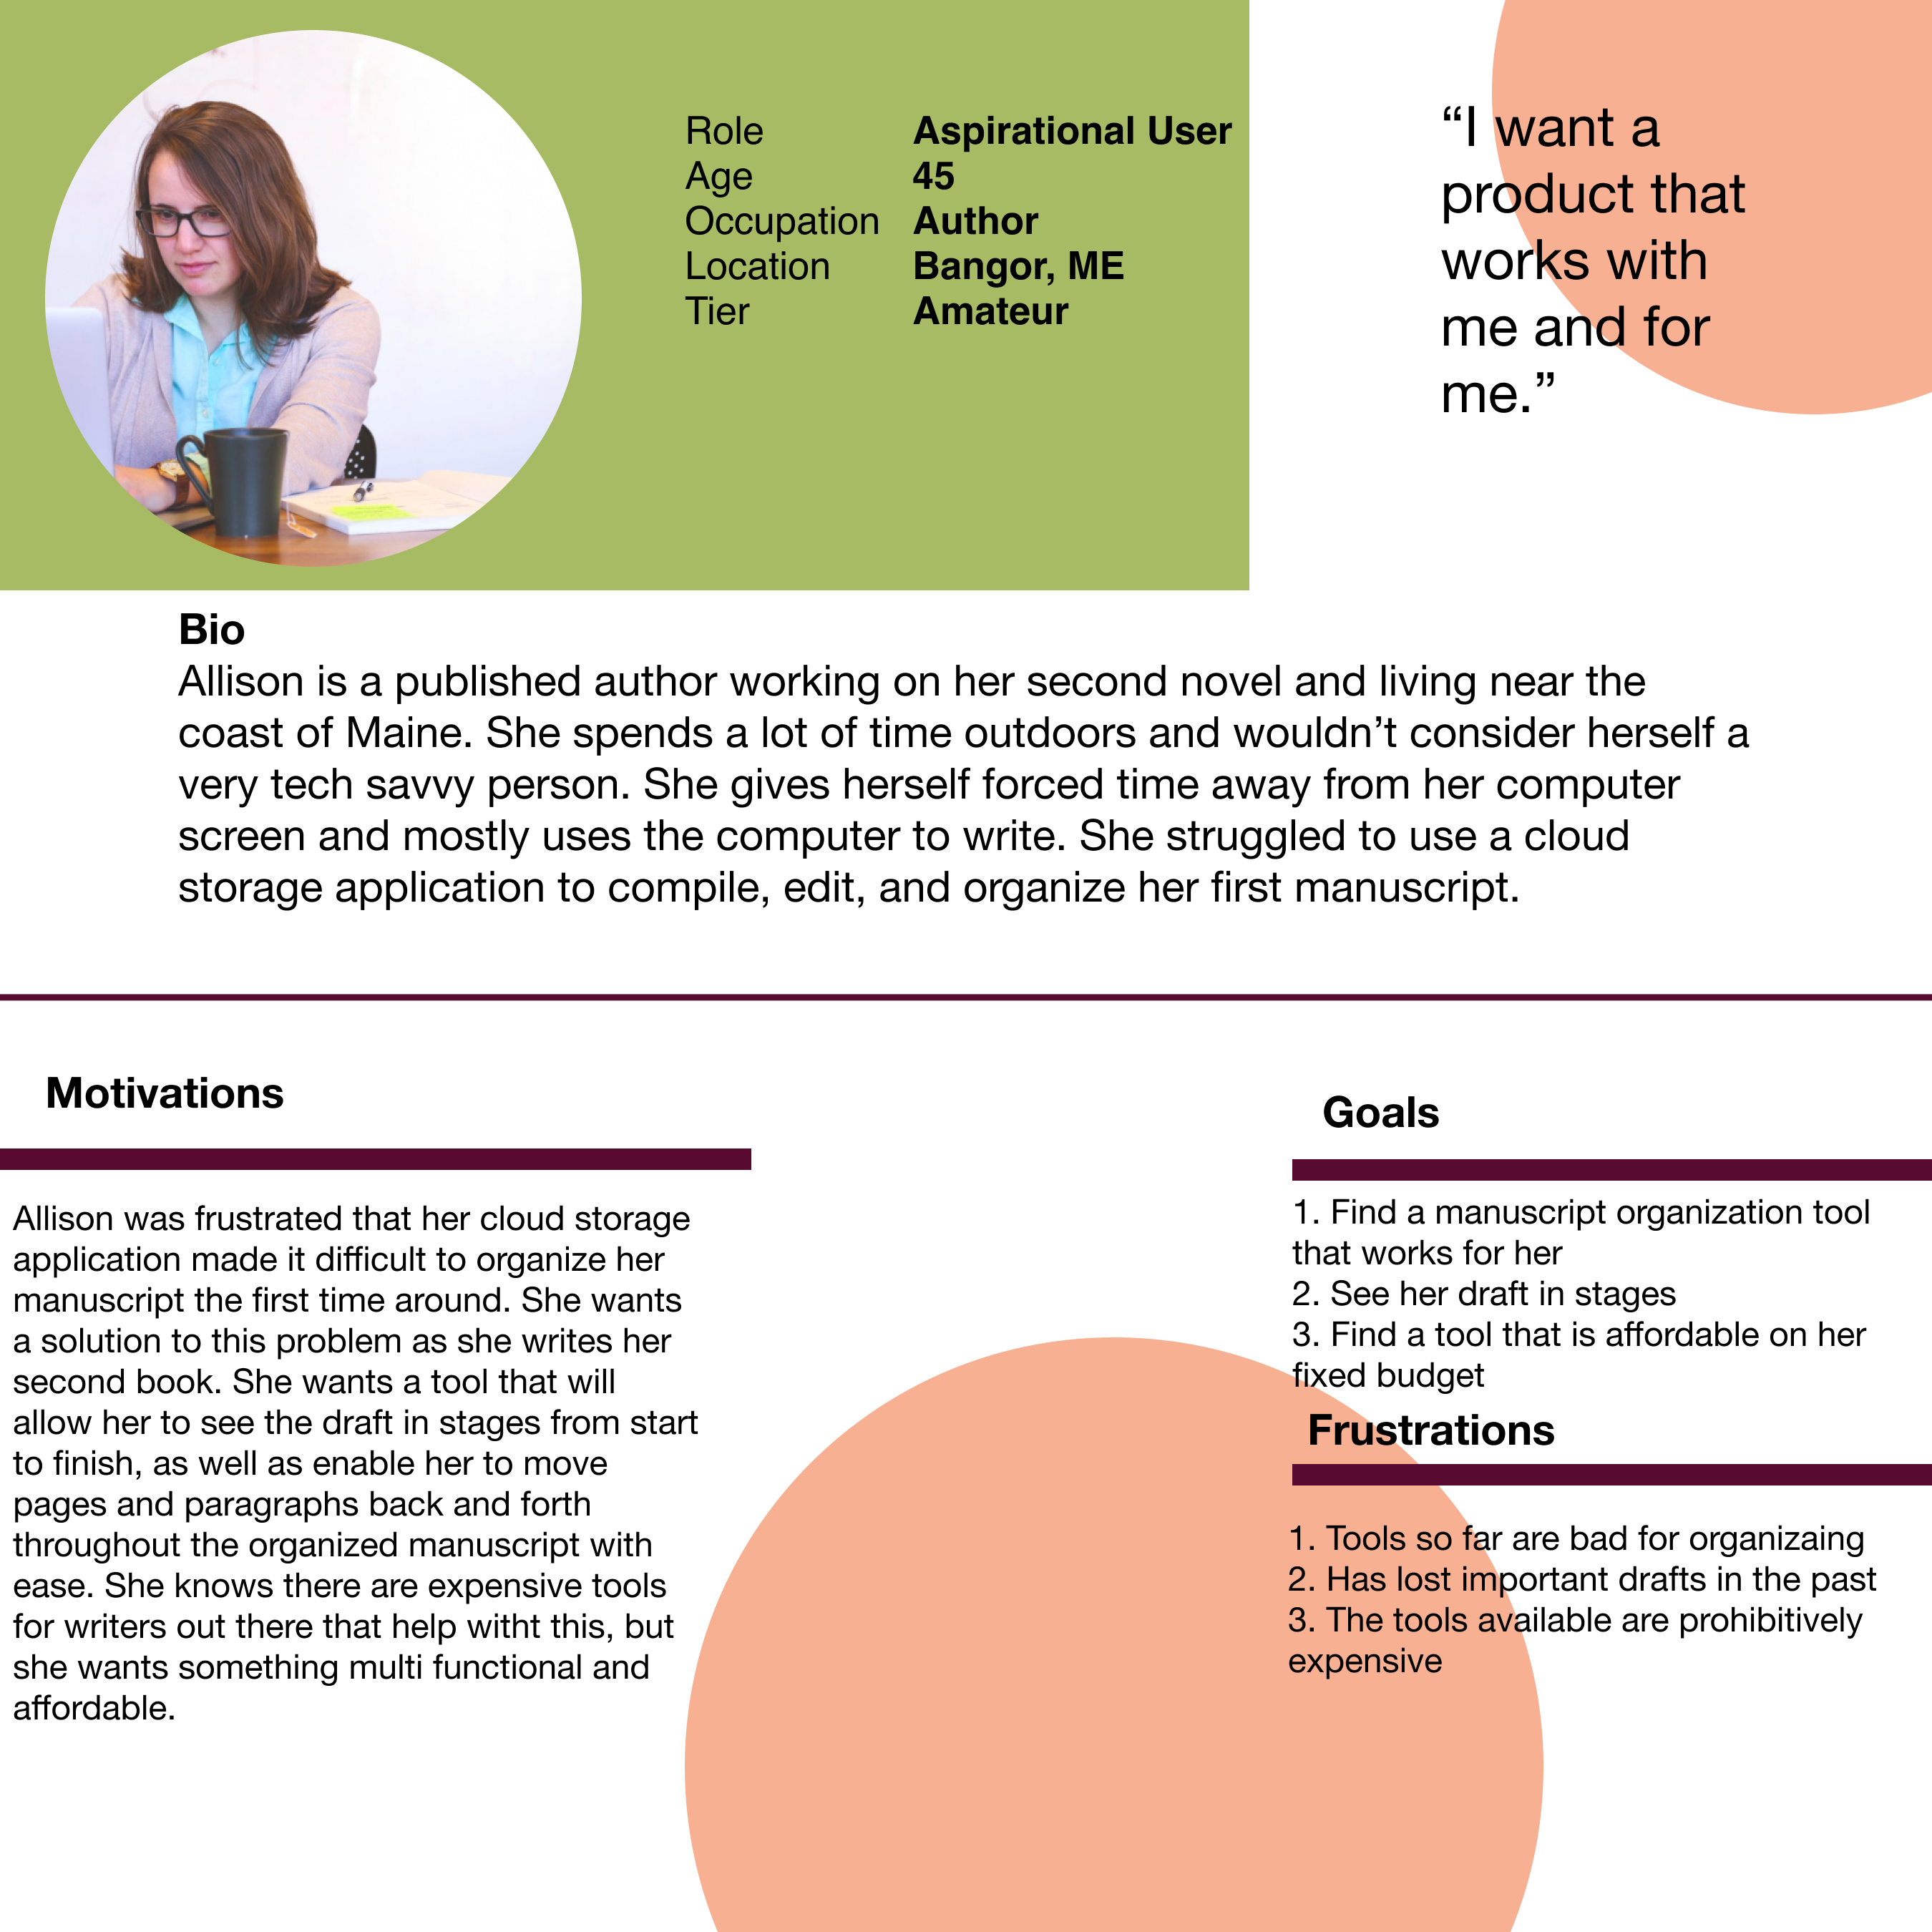 Role Aspirational User
Age 45
Occupation Author
Location Bangor, ME
Tier Amateur
“I want a
product that
works with
me and for
me.”
Bio
Allison is a published author working on her second novel and living near the
coast of Maine. She spends a lot of time outdoors and wouldn’t consider herself a
very tech savvy person. She gives herself forced time away from her computer
screen and mostly uses the computer to write. She struggled to use a cloud
storage application to compile, edit, and organize her first manuscript.
Motivations
Allison was frustrated that her cloud storage
application made it difficult to organize her
manuscript the first time around. She wants
a solution to this problem as she writes her
second book. She wants a tool that will
allow her to see the draft in stages from start
to finish, as well as enable her to move
pages and paragraphs back and forth
throughout the organized manuscript with
ease. She knows there are expensive tools
for writers out there that help witht this, but
she wants something multi functional and
affordable.
Goals
1. Find a manuscript organization tool
that works for her
2. See her draft in stages
3. Find a tool that is affordable on her
fixed budget
Frustrations
1. Tools so far are bad for organizaing
2. Has lost important drafts in the past
3. The tools available are prohibitively
expensive